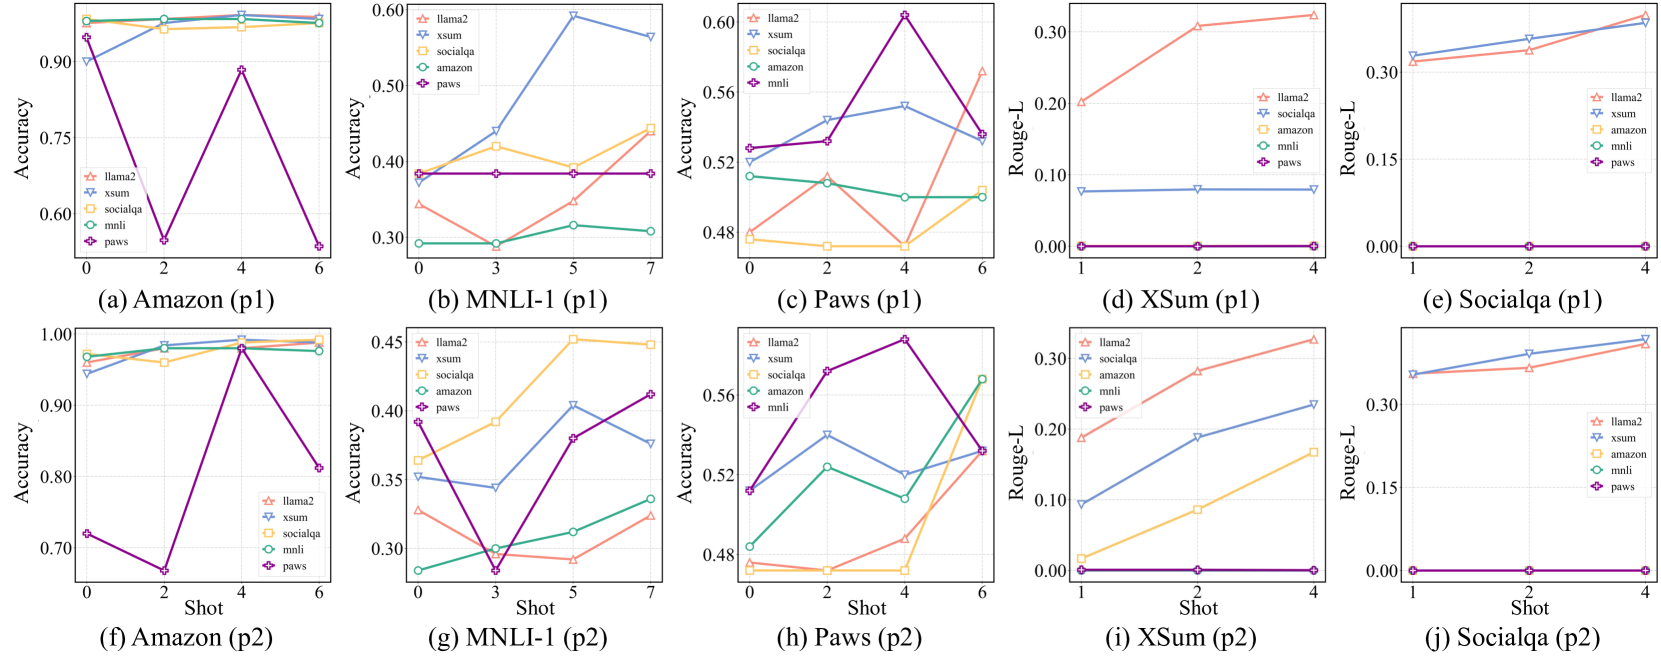 llama2
xsum
socialqa
mnli
paws
0.90
0.75
0.60
Accuracy
0 2 4 6
(a) Amazon (p1)
llama2
xsum
socialqa
amazon
paws
0.60
0.50
0.40
0.30
Accuracy
0 3 5 7
(b) MNLI-1 (p1)
llama2
xsum
socialqa
amazon
mnli
0.60
0.56
0.52
0.48
Accuracy
0 2 4 6
(c) Paws (p1)
llama2
socialqa
amazon
mnli
paws
0.30
0.20
0.10
0.00
Rouge-L
1 2 4
(d) XSum (p1)
llama2
xsum
amazon
mnli
paws
0.30
0.15
0.00
Rouge-L
1 2 4
(e) Socialqa (p1)
llama2
xsum
socialqa
mnli
paws
1.00
0.90
0.80
0.70
Accuracy
0 2 4 6
Shot
(f) Amazon (p2)
llama2
xsum
socialqa
amazon
paws
0.45
0.40
0.35
0.30
Accuracy
0 3 5 7
Shot
(g) MNLI-1 (p2)
llama2
xsum
socialqa
amazon
mnli
0.56
0.52
0.48
Accuracy
0 2 4 6
Shot
(h) Paws (p2)
llama2
socialqa
amazon
mnli
paws
0.30
0.20
0.10
0.00
Rouge-L
1 2 4
Shot
(i) XSum (p2)
llama2
xsum
amazon
mnli
paws
0.30
0.15
0.00
Rouge-L
1 2 4
Shot
(j) Socialqa (p2)